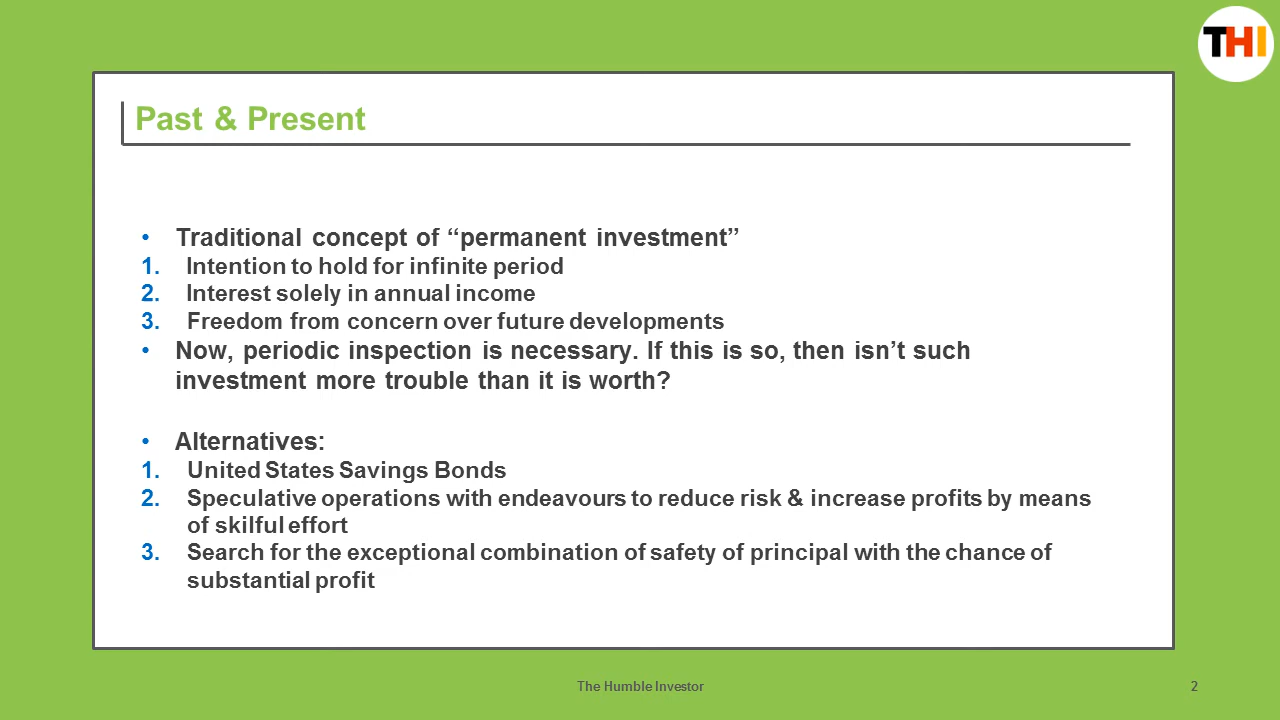 THI
Past & Present
• Traditional concept of “permanent investment”
1. Intention to hold for infinite period
2. Interest solely in annual income
3. Freedom from concern over future developments
• Now, periodic inspection is necessary. If this is so, then isn’t such
investment more trouble than it is worth?
• Alternatives:
1. United States Savings Bonds
2. Speculative operations with endeavours to reduce risk & increase profits by means
of skilful effort
3. Search for the exceptional combination of safety of principal with the chance of
substantial profit
The Humble Investor
2